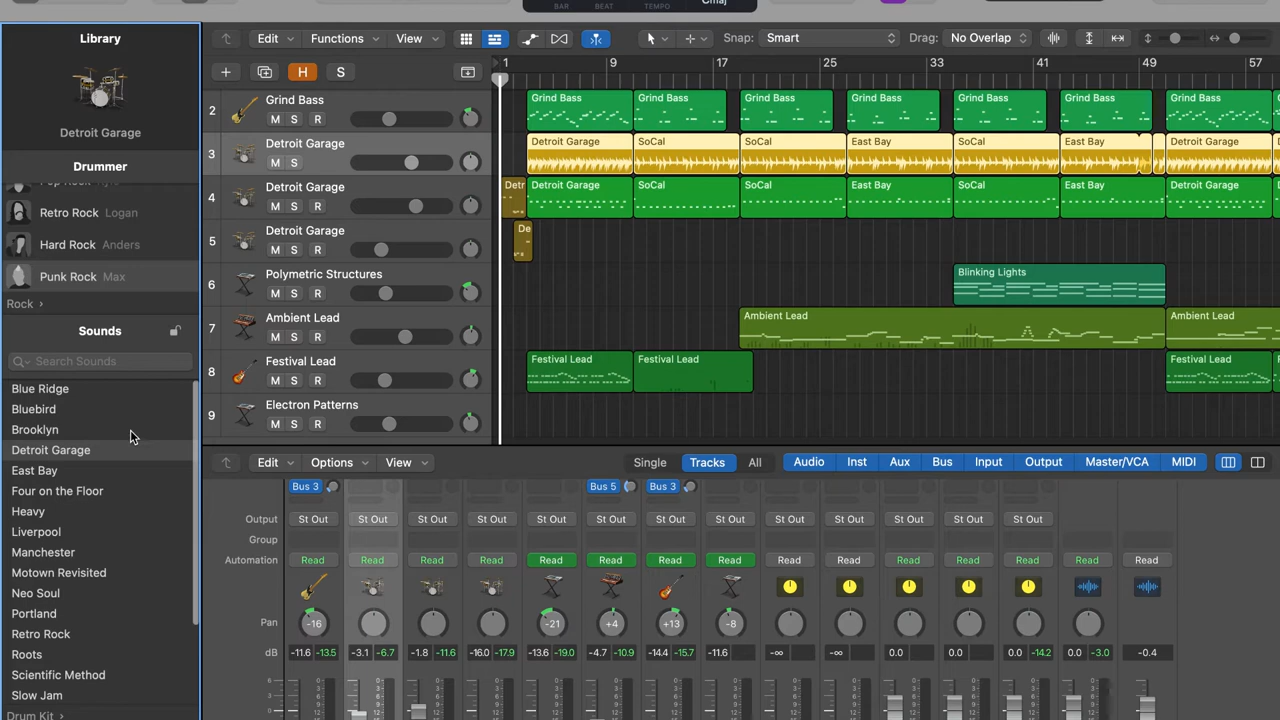 BAR BEAT TEMPO Cmaj
Library
Detroit Garage
Drummer
Retro Rock Logan
Hard Rock Anders
Punk Rock Max
Rock ›
Sounds
Search Sounds
Blue Ridge
Bluebird
Brooklyn
Detroit Garage
East Bay
Four on the Floor
Heavy
Liverpool
Manchester
Motown Revisited
Neo Soul
Portland
Retro Rock
Roots
Scientific Method
Slow Jam
Drum Kit ›
Edit Functions View Snap: Smart Drag: No Overlap
H S 1 9 17 25 33 41 49 57
2 Grind Bass M S R
Grind Bass Grind Bass Grind Bass Grind Bass Grind Bass Grind Bass Grind Bass
3 Detroit Garage M S
Detroit Garage SoCal SoCal East Bay SoCal East Bay Detroit Garage
4 Detroit Garage M S R
Detr Detroit Garage SoCal SoCal East Bay SoCal East Bay Detroit Garage
5 Detroit Garage M S R
De
6 Polymetric Structures M S R
Blinking Lights
7 Ambient Lead M S R
Ambient Lead Ambient Lead
8 Festival Lead M S R
Festival Lead Festival Lead Festival Lead
9 Electron Patterns M S R
Edit Options View Single Tracks All Audio Inst Aux Bus Input Output Master/VCA MIDI
Bus 3 Bus 5 Bus 3
Output St Out St Out St Out St Out St Out St Out St Out St Out St Out St Out St Out St Out St Out
Group
Automation Read Read Read Read Read Read Read Read Read Read Read Read Read Read Read
Pan -16 -21 +4 +13 -8
dB -11.6 -13.5 -3.1 -6.7 -1.8 -11.6 -16.0 -17.9 -13.6 -19.0 -4.7 -10.9 -14.4 -15.7 -11.6 -∞ -∞ 0.0 0.0 0.0 -14.2 0.0 -3.0 -0.4